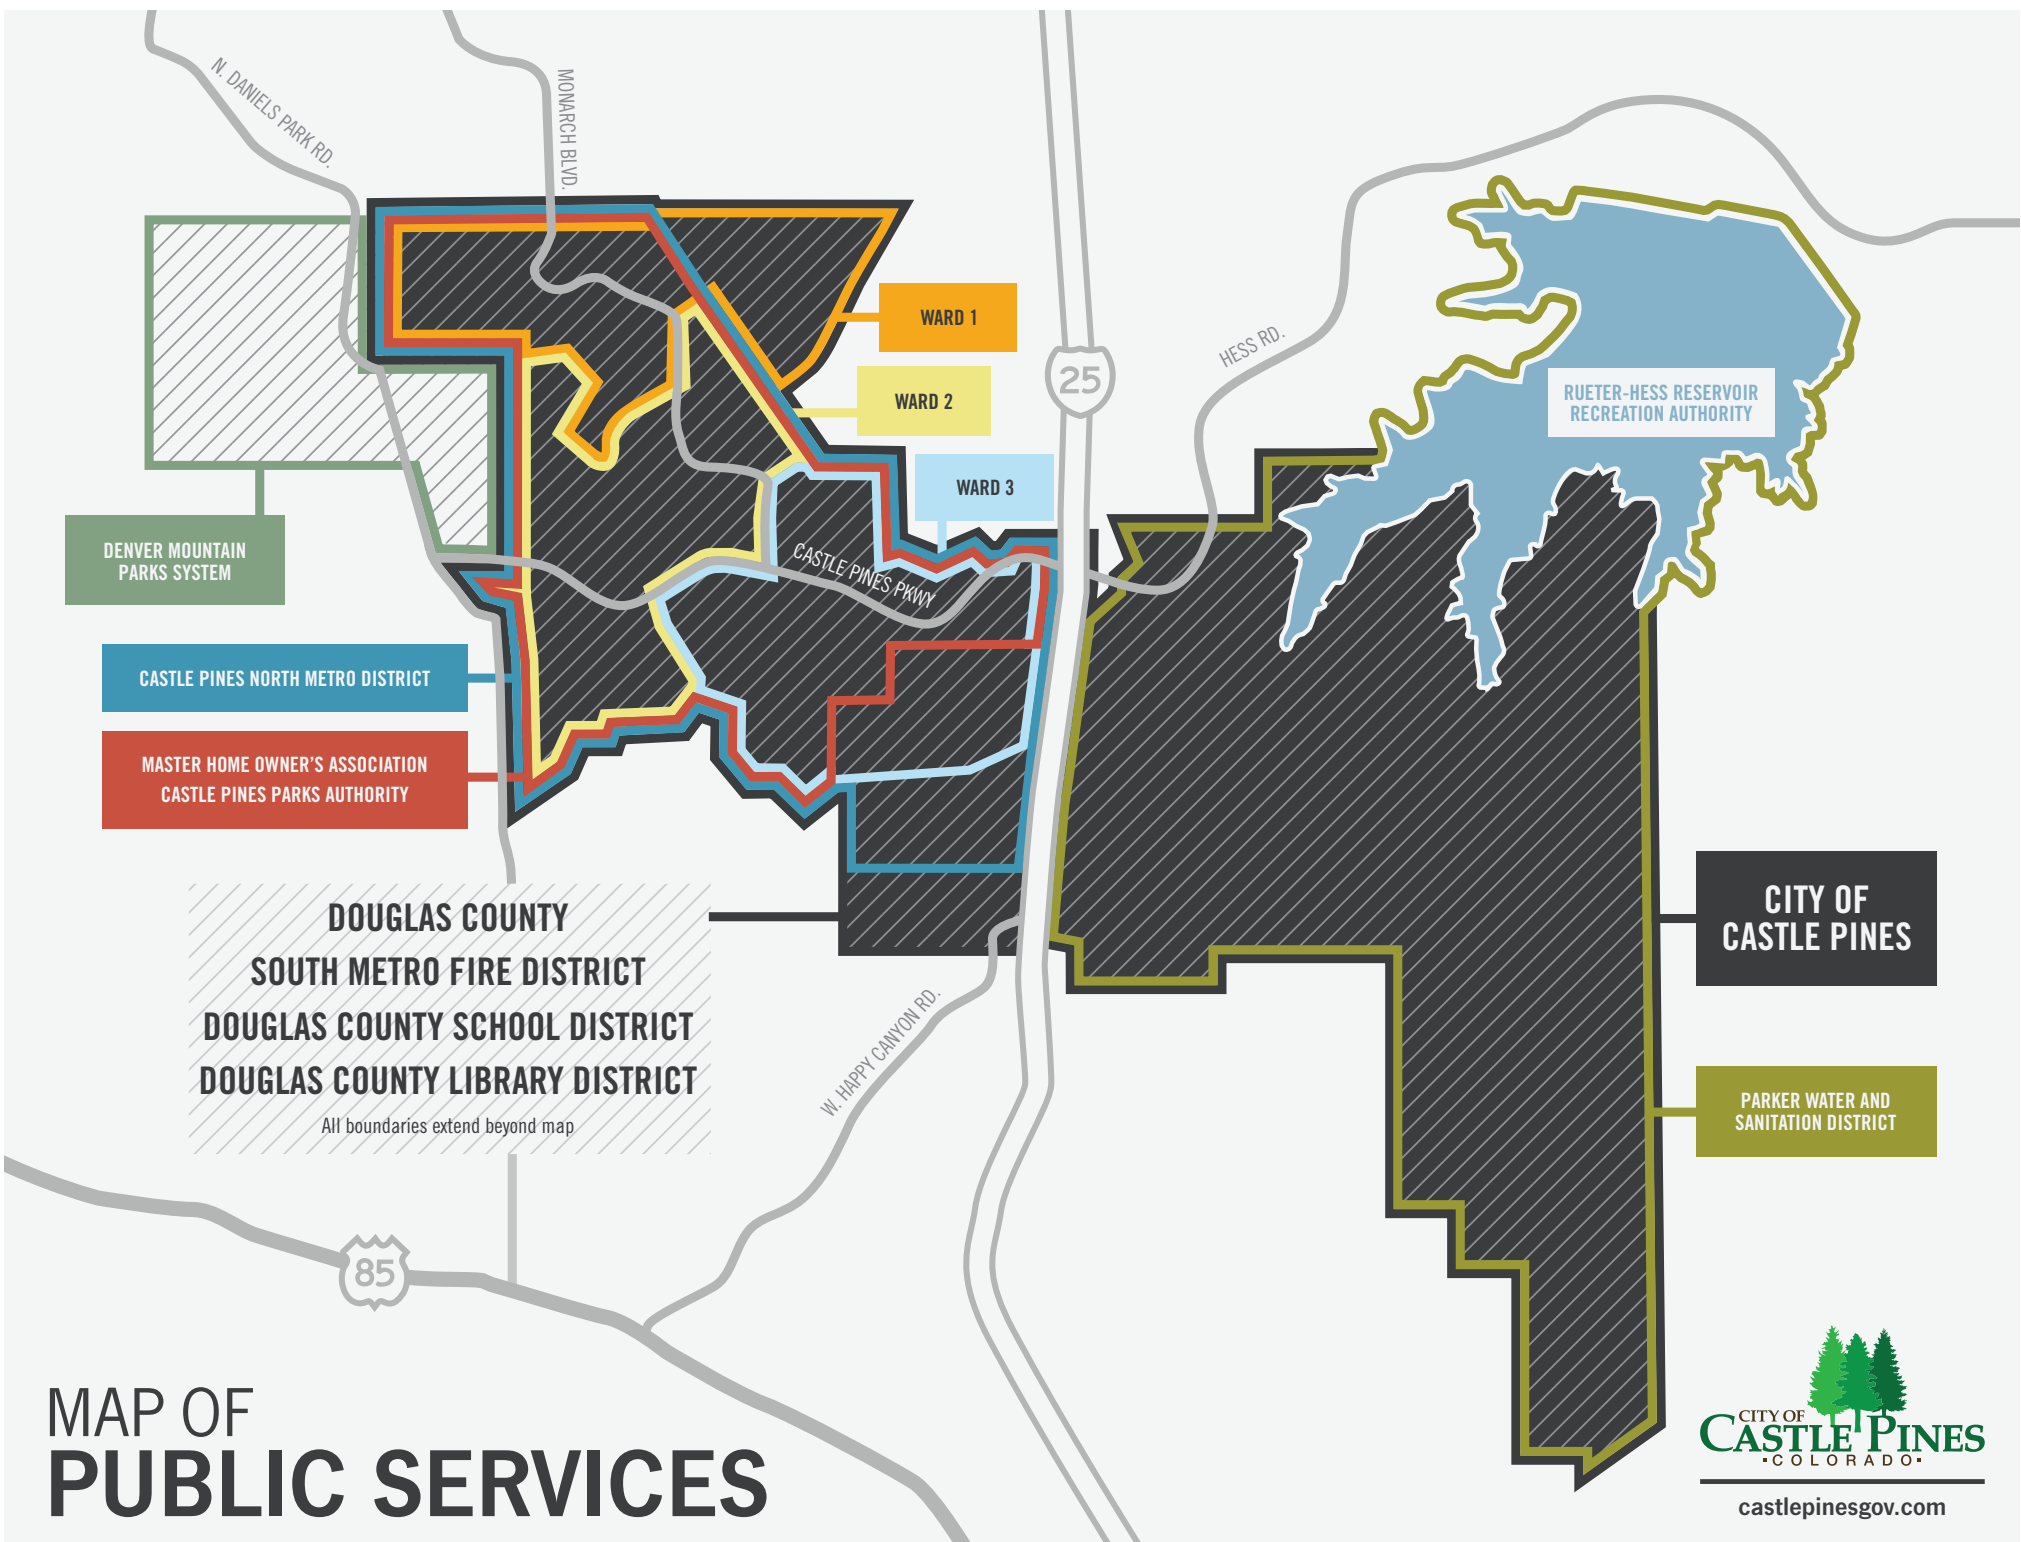 N. DANIELS PARK RD.
MONARCH BLVD.
WARD 1
25
HESS RD.
WARD 2
RUETER-HESS RESERVOIR
RECREATION AUTHORITY
WARD 3
DENVER MOUNTAIN
PARKS SYSTEM
CASTLE PINES PKWY
CASTLE PINES NORTH METRO DISTRICT
MASTER HOME OWNER'S ASSOCIATION
CASTLE PINES PARKS AUTHORITY
DOUGLAS COUNTY
SOUTH METRO FIRE DISTRICT
DOUGLAS COUNTY SCHOOL DISTRICT
DOUGLAS COUNTY LIBRARY DISTRICT
All boundaries extend beyond map
CITY OF
CASTLE PINES
W. HAPPY CANYON RD.
PARKER WATER AND
SANITATION DISTRICT
85
MAP OF
PUBLIC SERVICES
CITY OF
CASTLE PINES
•COLORADO•
castlepinesgov.com